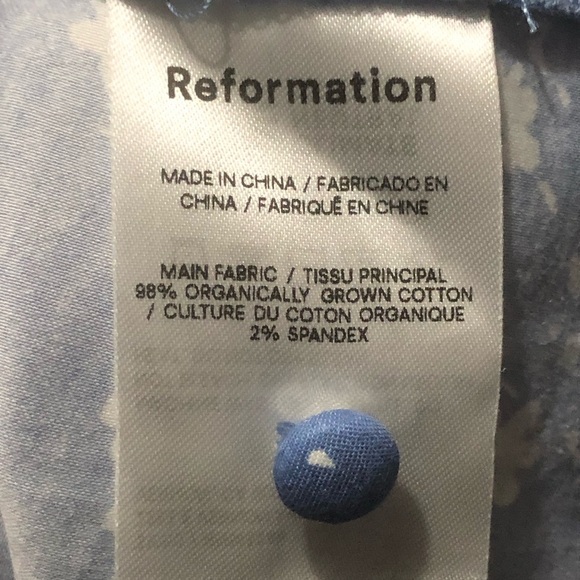 Reformation
MADE IN CHINA / FABRICADO EN
CHINA / FABRIQUÉ EN CHINE
MAIN FABRIC / TISSU PRINCIPAL
98% ORGANICALLY GROWN COTTON
/ CULTURE DU COTON ORGANIQUE
2% SPANDEX